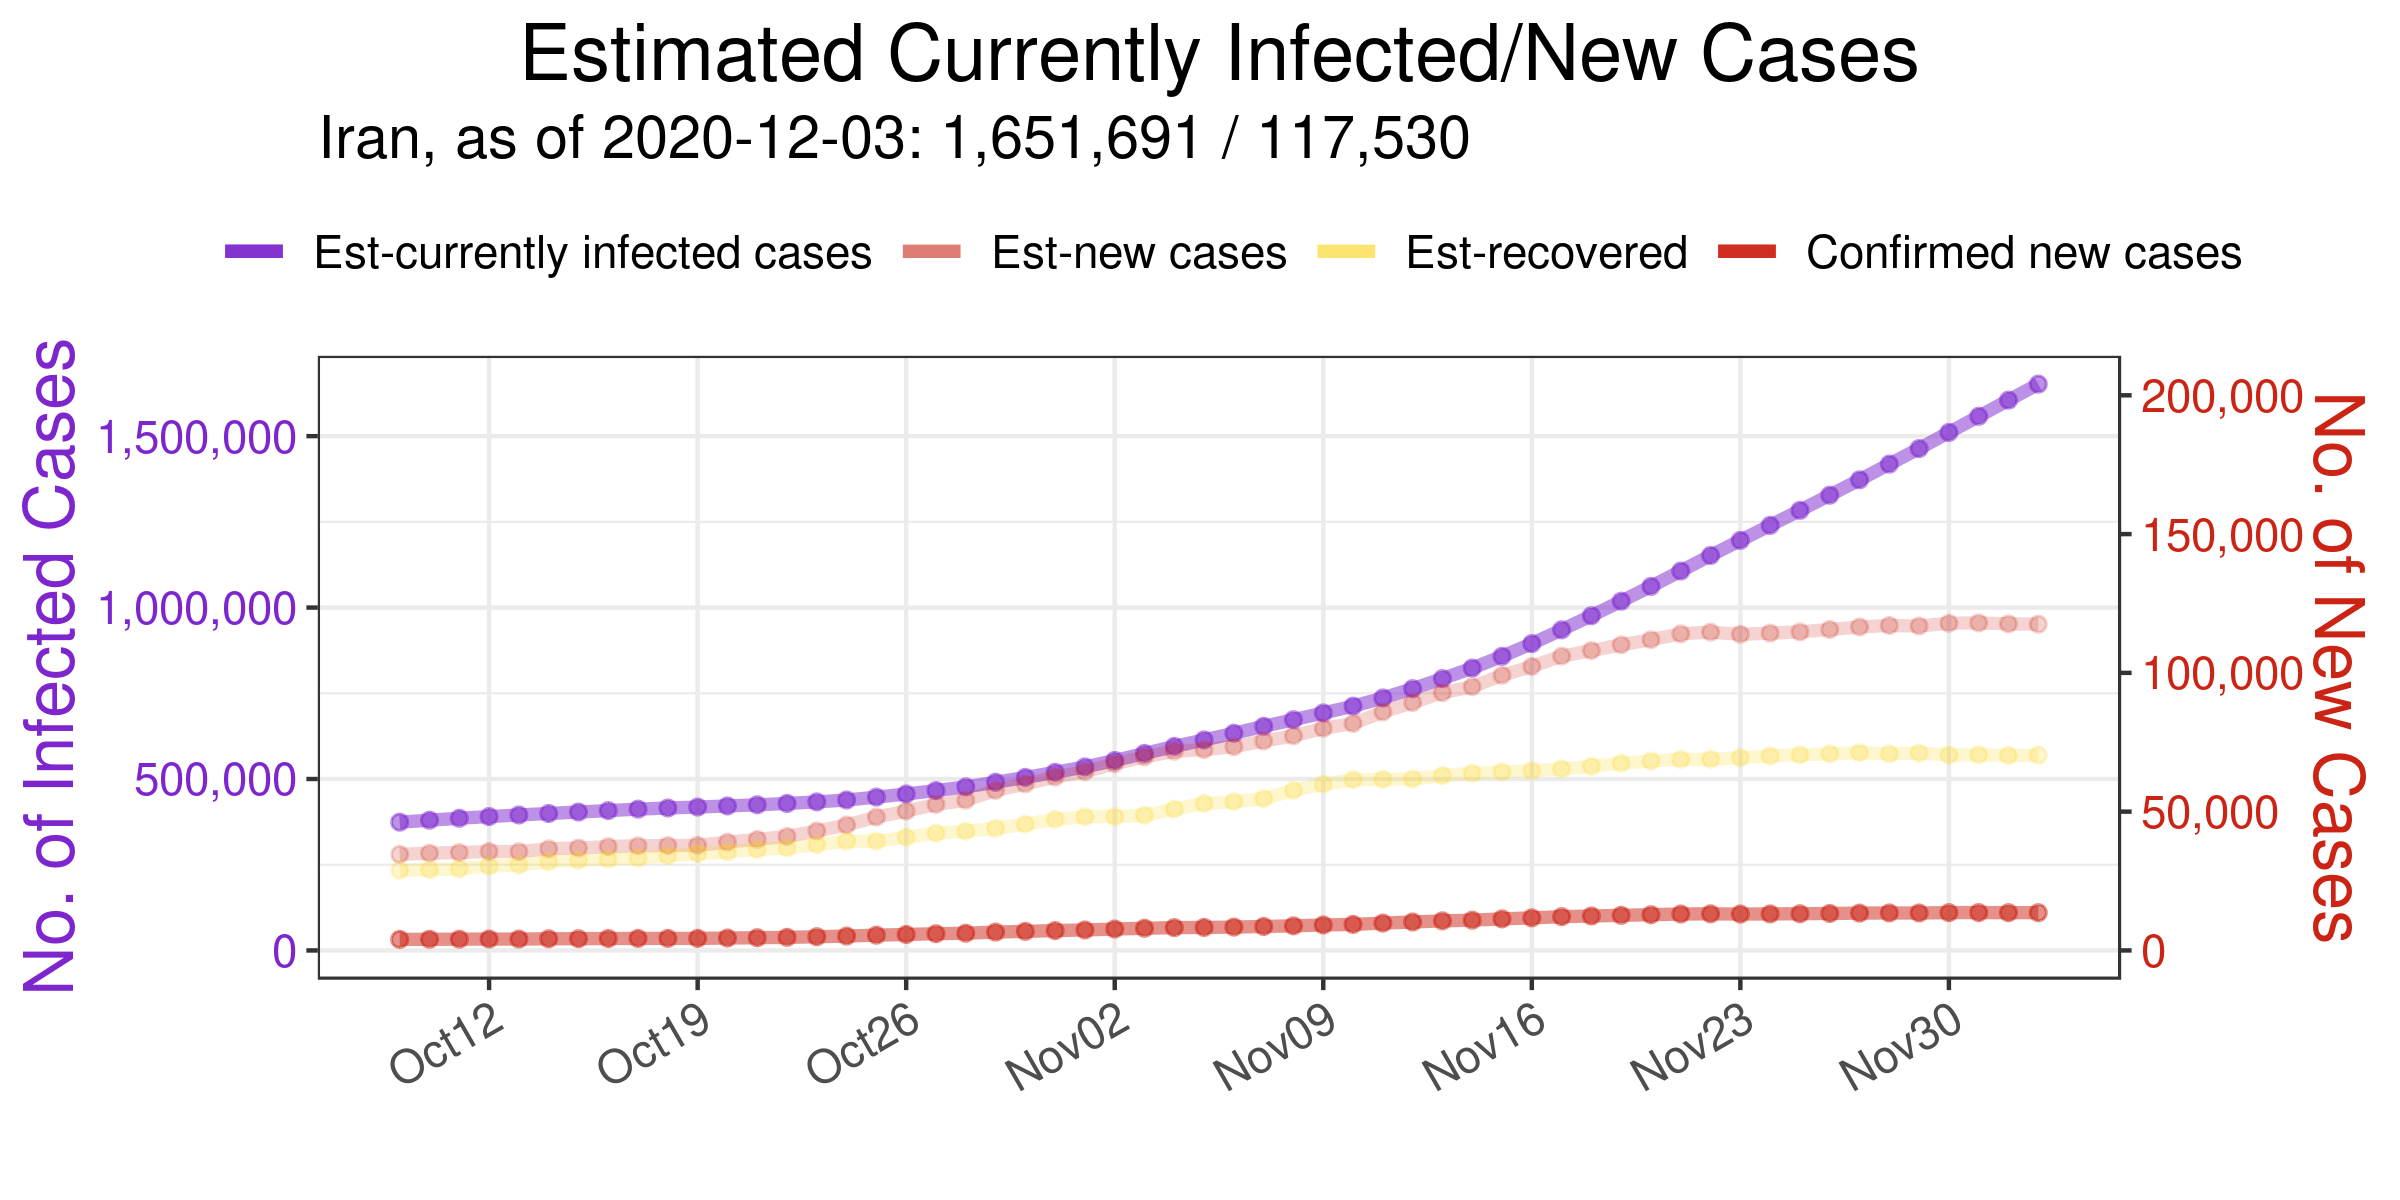 Estimated Currently Infected/New Cases
Iran, as of 2020-12-03: 1,651,691 / 117,530
Est-currently infected cases Est-new cases Est-recovered Confirmed new cases
No. of Infected Cases
1,500,000
1,000,000
500,000
0
200,000
150,000
100,000
50,000
0
No. of New Cases
Oct12 Oct19 Oct26 Nov02 Nov09 Nov16 Nov23 Nov30